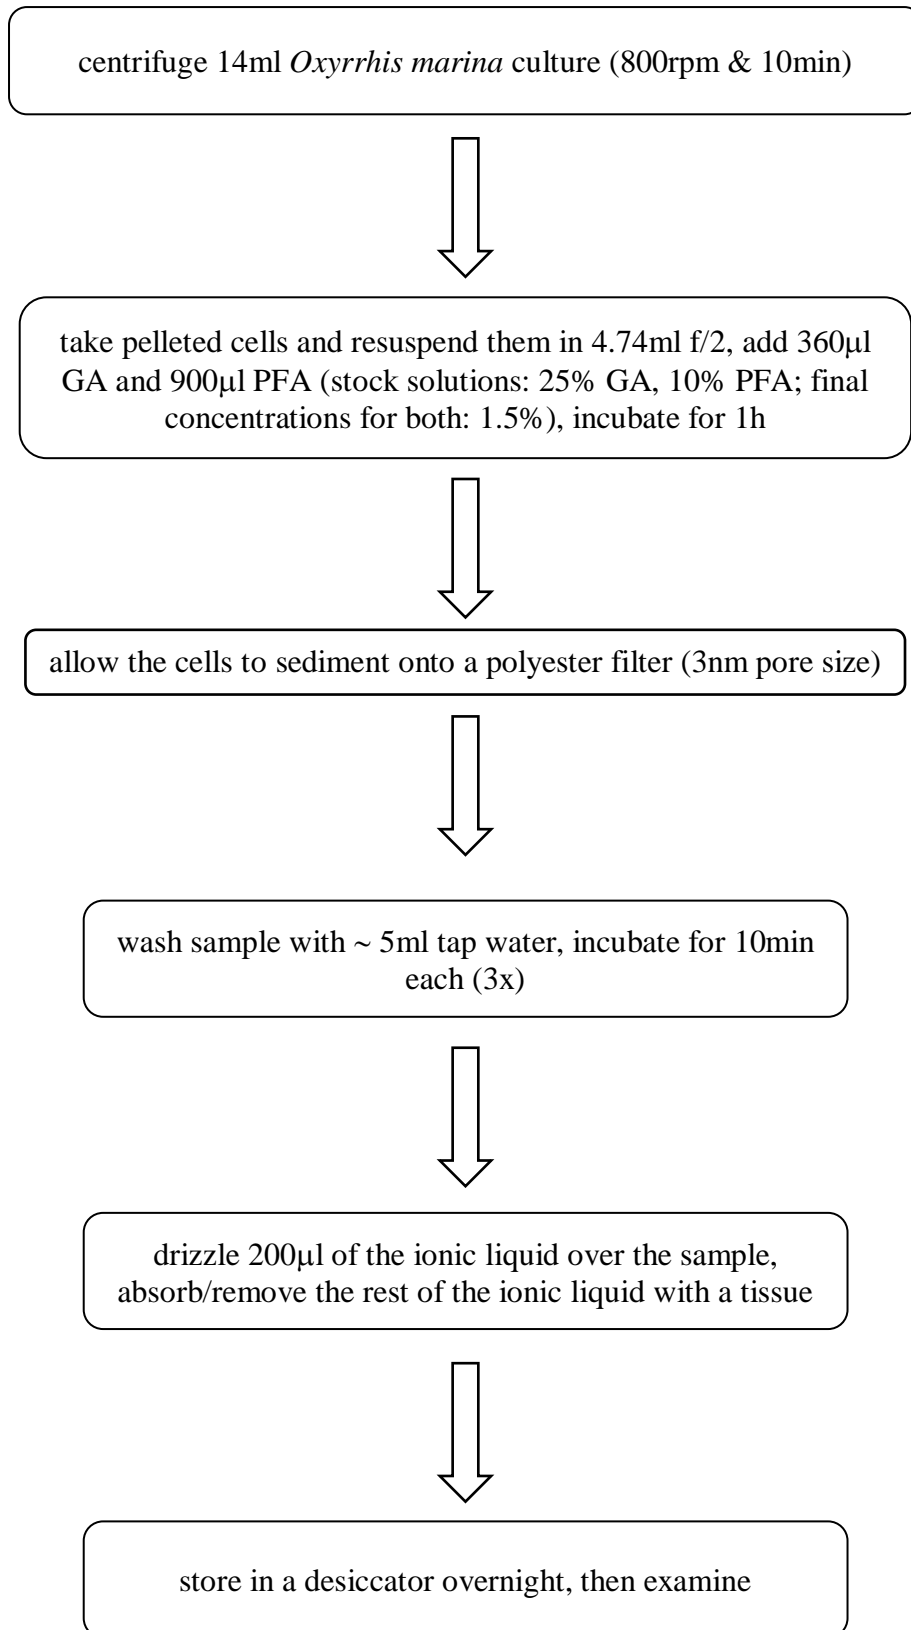 centrifuge 14ml Oxyrrhis marina culture (800rpm & 10min)
take pelleted cells and resuspend them in 4.74ml f/2, add 360μl
GA and 900μl PFA (stock solutions: 25% GA, 10% PFA; final
concentrations for both: 1.5%), incubate for 1h
allow the cells to sediment onto a polyester filter (3nm pore size)
wash sample with ~ 5ml tap water, incubate for 10min
each (3x)
drizzle 200μl of the ionic liquid over the sample,
absorb/remove the rest of the ionic liquid with a tissue
store in a desiccator overnight, then examine